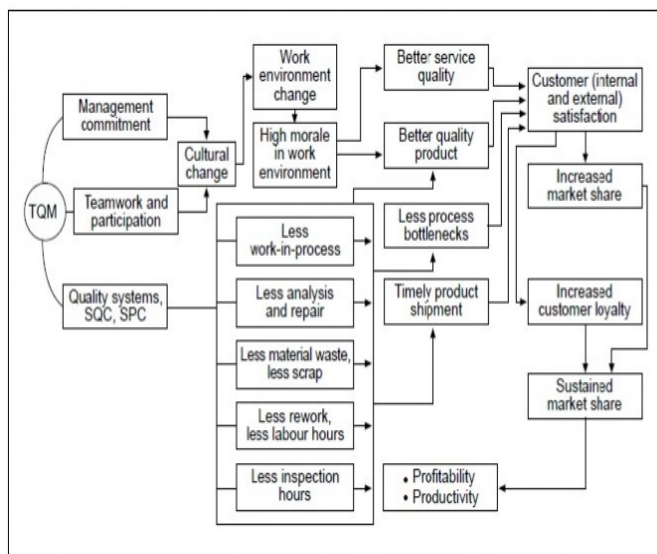 TQM
Management
commitment
Teamwork and
participation
Quality systems,
SQC, SPC
Cultural
change
Work
environment
change
High morale
in work
environment
Less
work-in-process
Less analysis
and repair
Less material waste,
less scrap
Less rework,
less labour hours
Less inspection
hours
Better service
quality
Better quality
product
Less process
bottlenecks
Timely product
shipment
• Profitability
• Productivity
Customer (internal
and external)
satisfaction
Increased
market share
Increased
customer loyalty
Sustained
market share